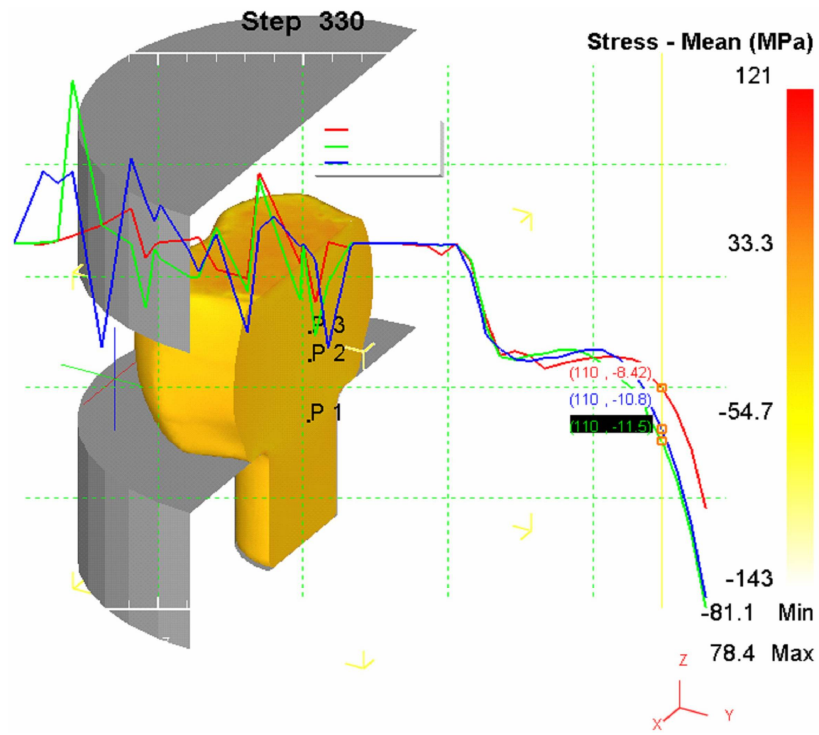 Step 330
Stress - Mean (MPa)
121
33.3
P 3
P 2
(110 , -8.42)
(110 , -10.8)
P 1
-54.7
(110 , -11.5)
-143
-81.1 Min
78.4 Max
Z
Y
X